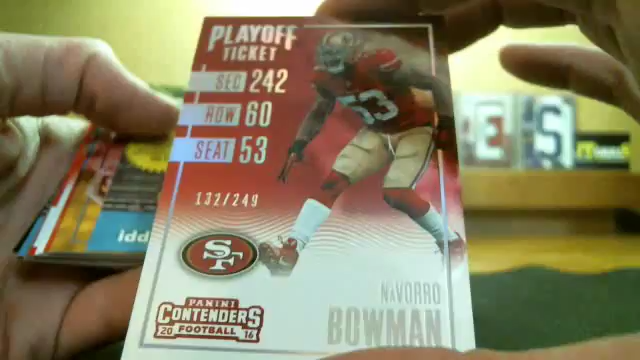 PLAYOFF
TICKET
SEC 242
ROW 60
SEAT 53
132/249
53
SF
NAVORRO
BOWMAN
PANINI
CONTENDERS
20 FOOTBALL 16
ippi
E S